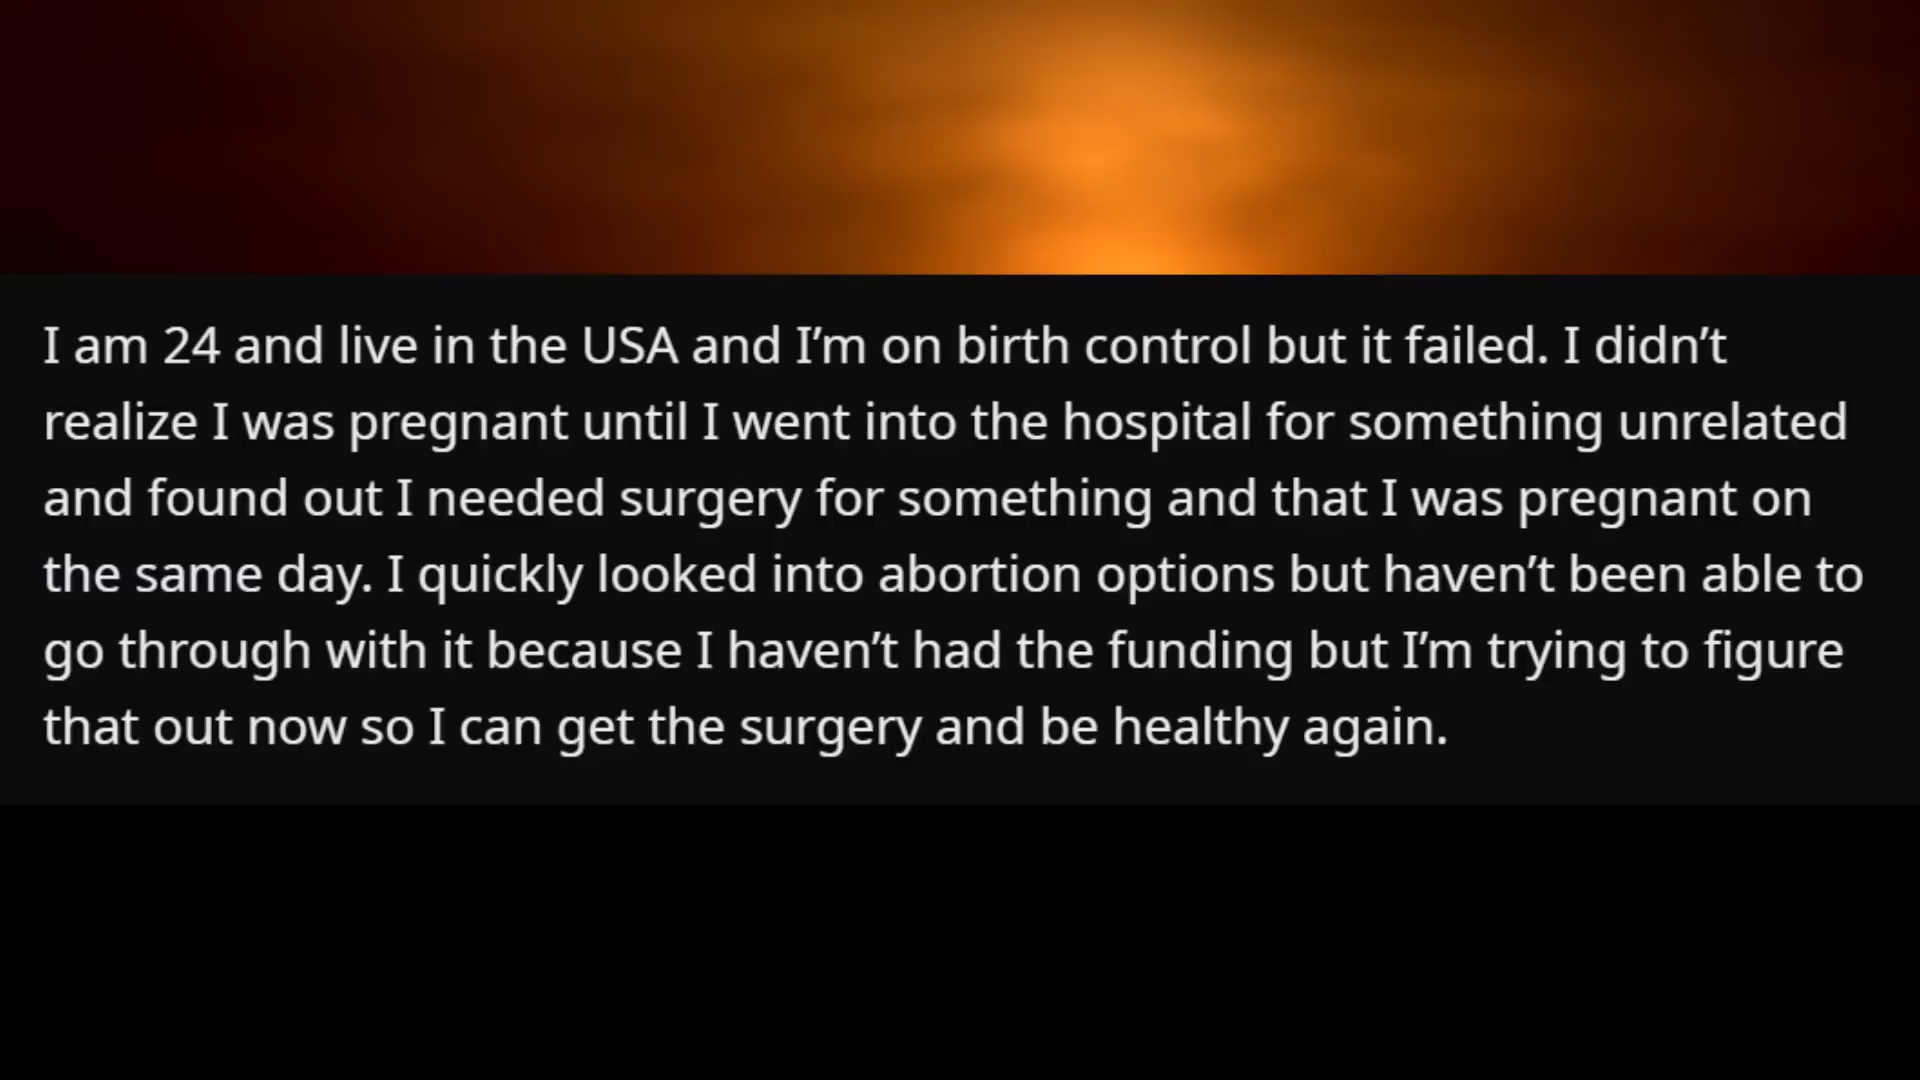 I am 24 and live in the USA and I’m on birth control but it failed. I didn’t
realize I was pregnant until I went into the hospital for something unrelated
and found out I needed surgery for something and that I was pregnant on
the same day. I quickly looked into abortion options but haven’t been able to
go through with it because I haven’t had the funding but I’m trying to figure
that out now so I can get the surgery and be healthy again.